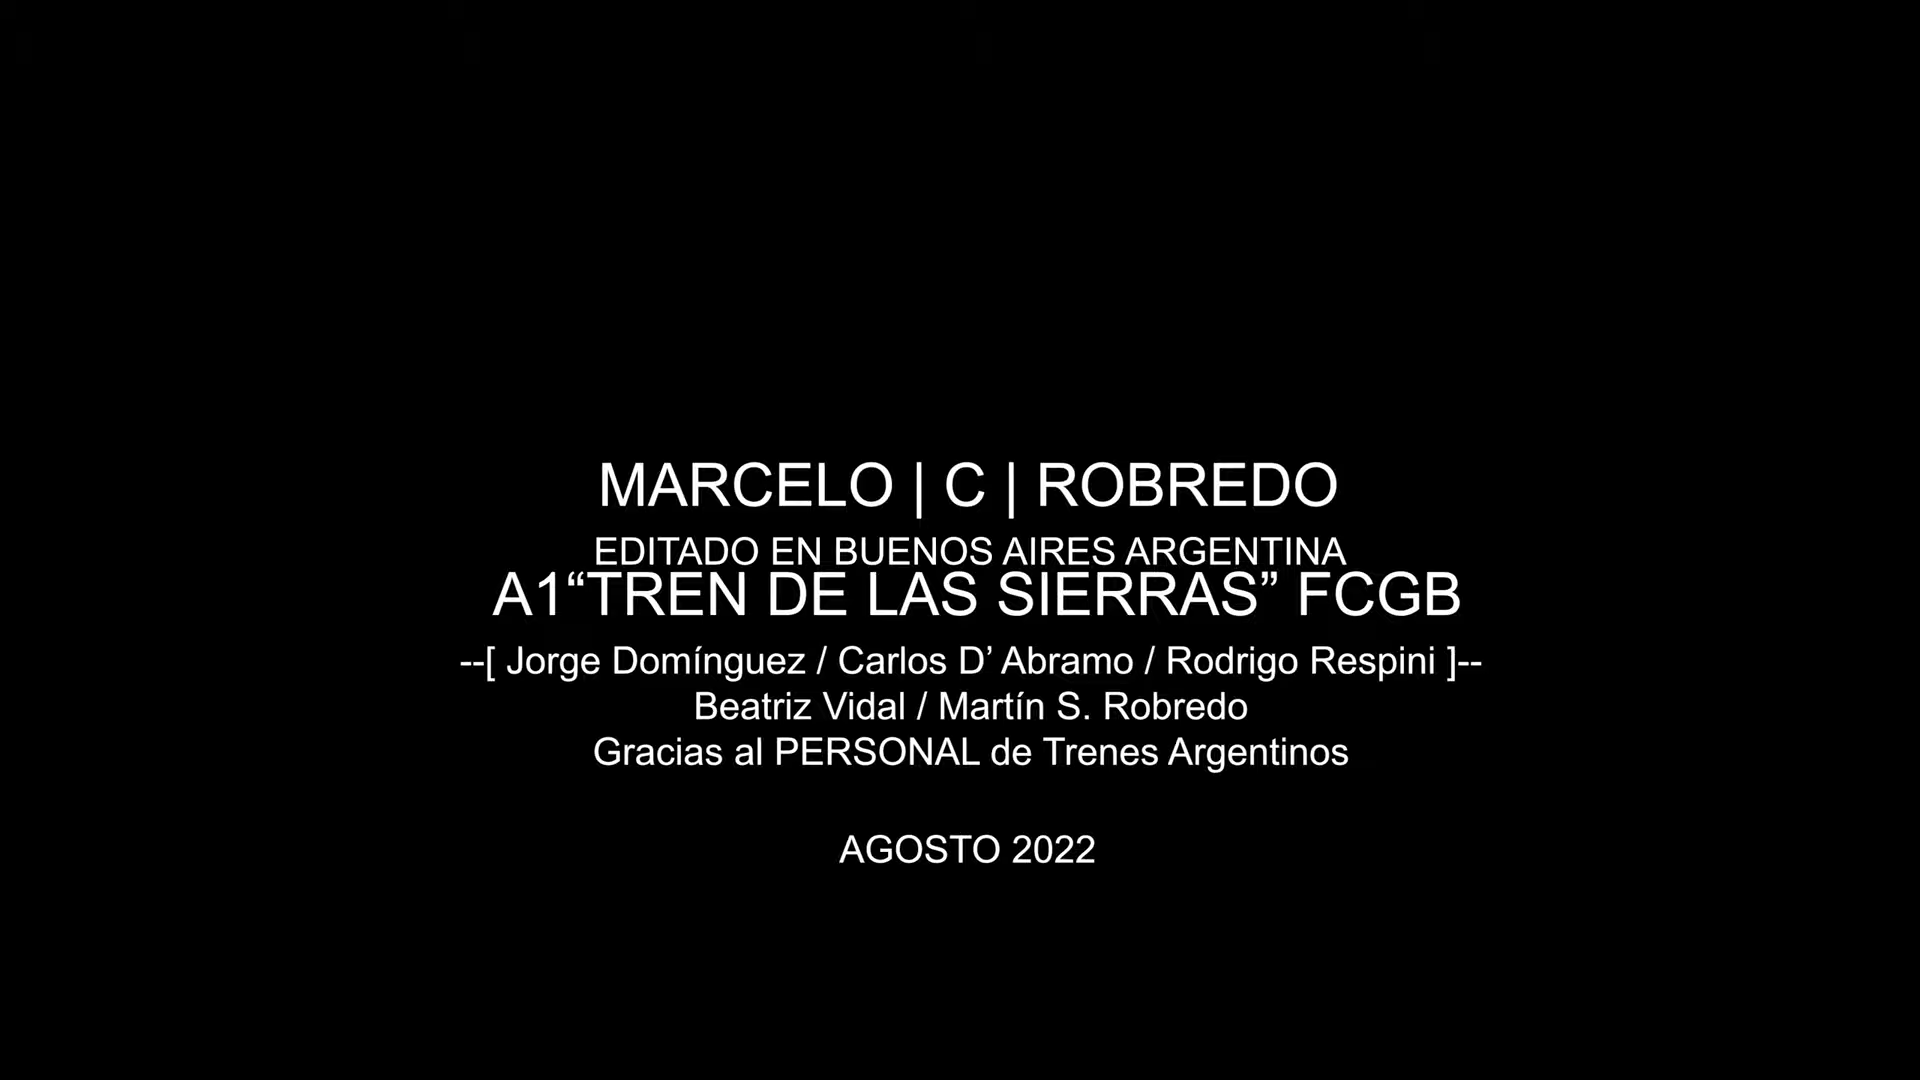 MARCELO | C | ROBREDO
EDITADO EN BUENOS AIRES ARGENTINA
A1“TREN DE LAS SIERRAS” FCGB
--[ Jorge Domínguez / Carlos D’ Abramo / Rodrigo Respini ]--
Beatriz Vidal / Martín S. Robredo
Gracias al PERSONAL de Trenes Argentinos
AGOSTO 2022